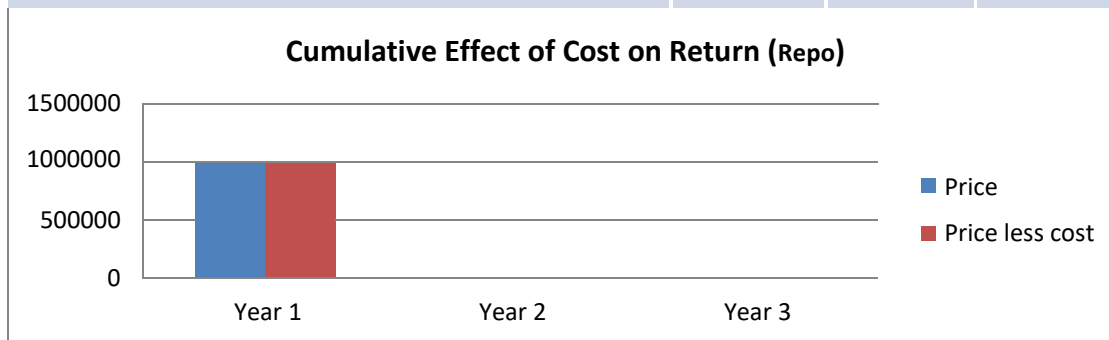 Cumulative Effect of Cost on Return (Repo)
1500000
1000000
500000
0
Year 1 Year 2 Year 3
Price
Price less cost